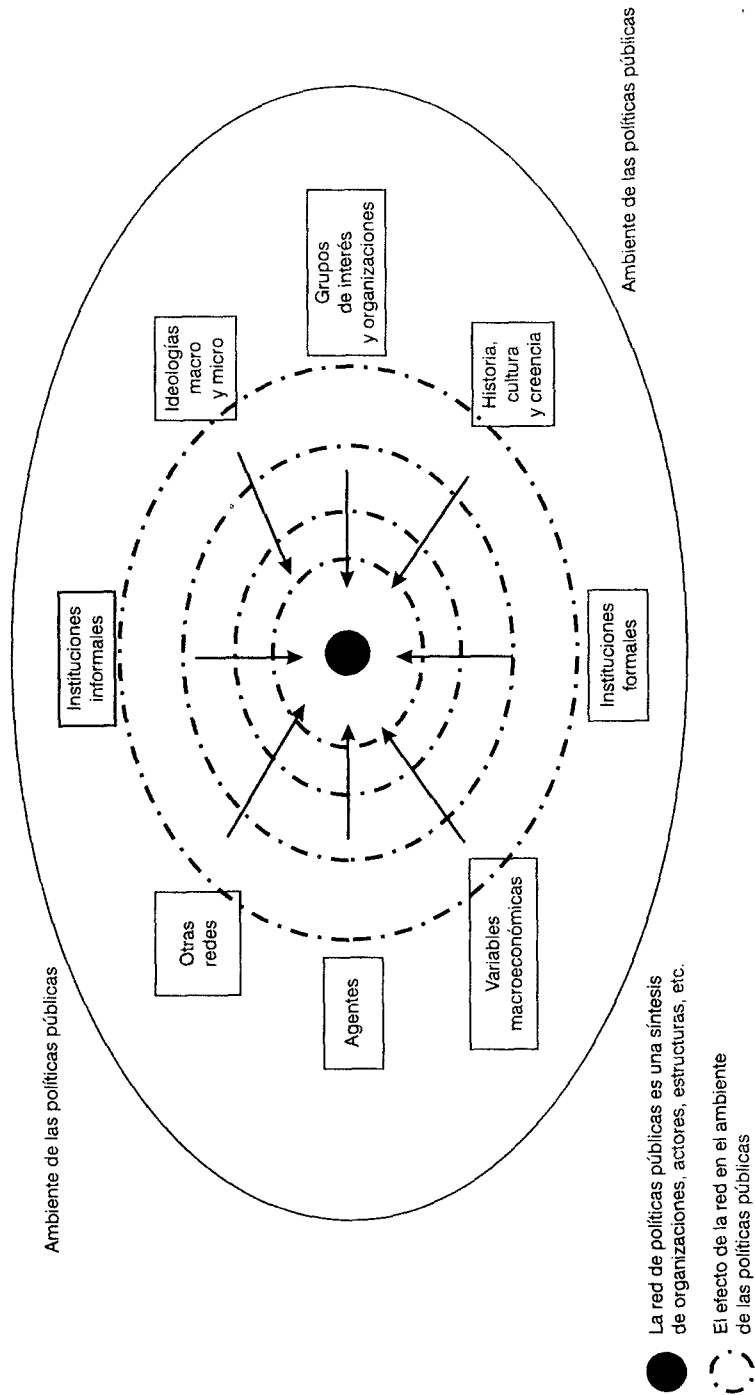 Ambiente de las políticas públicas
Instituciones
informales
Otras
redes
Ideologías
macro
y micro
Agentes
Grupos
de interés
y organizaciones
Variables
macroeconómicas
Historia,
cultura
y creencia
Instituciones
formales
Ambiente de las políticas públicas
La red de políticas públicas es una síntesis
de organizaciones, actores, estructuras, etc.
El efecto de la red en el ambiente
de las políticas públicas